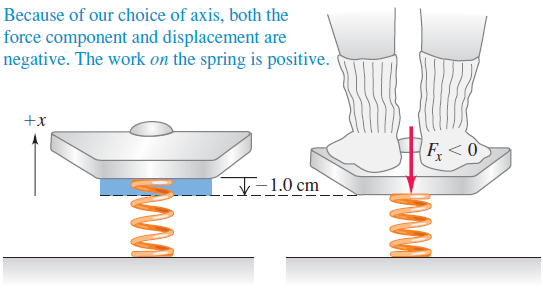 Because of our choice of axis, both the
force component and displacement are
negative. The work on the spring is positive.
+x
Fₓ < 0
−1.0 cm